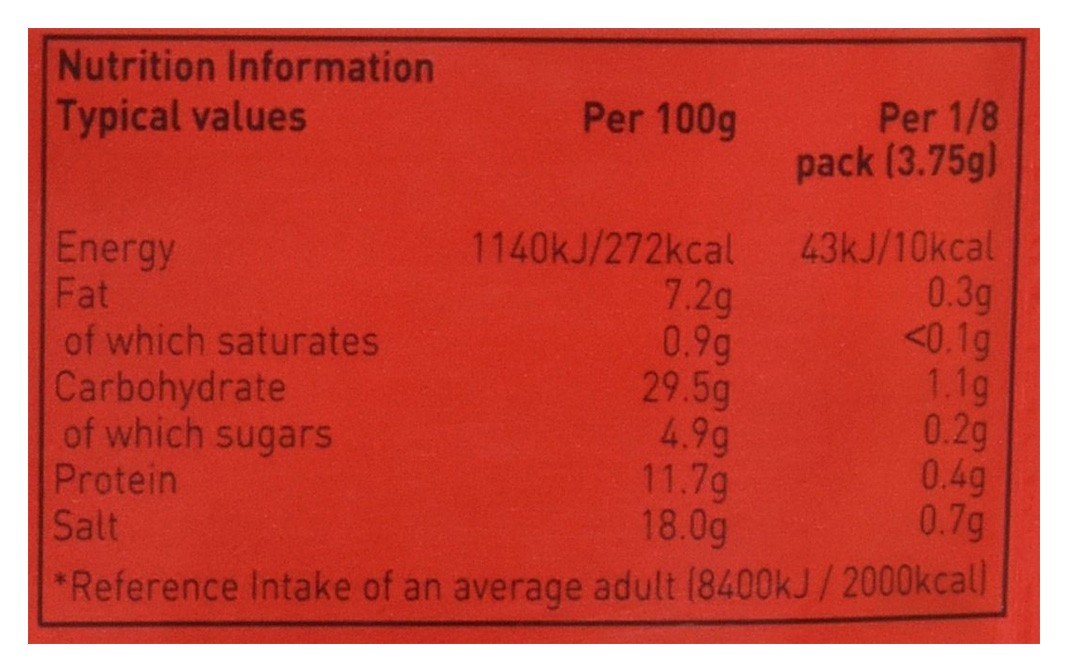 Nutrition Information
Typical values Per 100g Per 1/8
pack (3.75g)
Energy 1140kJ/272kcal 43kJ/10kcal
Fat 7.2g 0.3g
of which saturates 0.9g <0.1g
Carbohydrate 29.5g 1.1g
of which sugars 4.9g 0.2g
Protein 11.7g 0.4g
Salt 18.0g 0.7g
*Reference Intake of an average adult (8400kJ / 2000kcal)